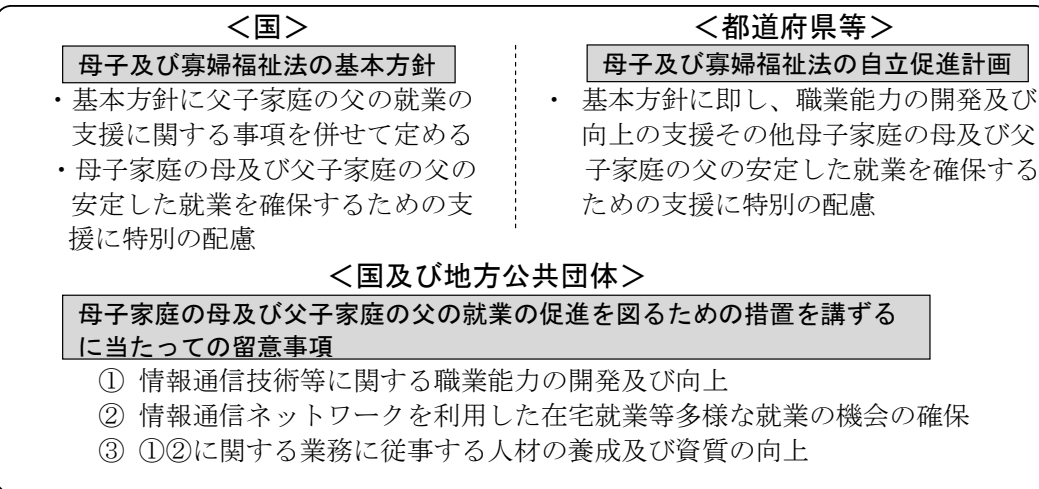 ＜国＞
母子及び寡婦福祉法の基本方針
・基本方針に父子家庭の父の就業の
支援に関する事項を併せて定める
・母子家庭の母及び父子家庭の父の
安定した就業を確保するための支
援に特別の配慮
＜都道府県等＞
母子及び寡婦福祉法の自立促進計画
・ 基本方針に即し、職業能力の開発及び
向上の支援その他母子家庭の母及び父
子家庭の父の安定した就業を確保する
ための支援に特別の配慮
＜国及び地方公共団体＞
母子家庭の母及び父子家庭の父の就業の促進を図るための措置を講ずる
に当たっての留意事項
① 情報通信技術等に関する職業能力の開発及び向上
② 情報通信ネットワークを利用した在宅就業等多様な就業の機会の確保
③ ①②に関する業務に従事する人材の養成及び資質の向上